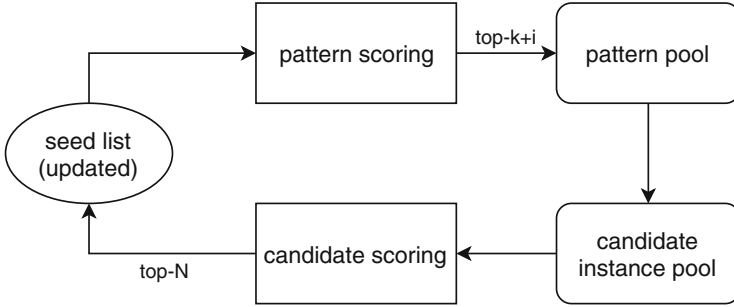 pattern scoring
top-k+i
pattern pool
seed list
(updated)
candidate scoring
top-N
candidate
instance pool